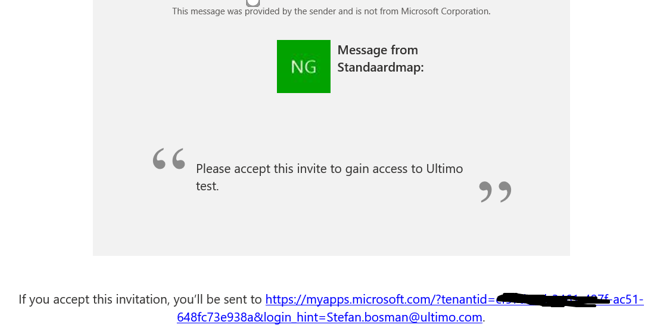 This message was provided by the sender and is not from Microsoft Corporation.
NG
Message from
Standaardmap:
“ Please accept this invite to gain access to Ultimo
test. ”
If you accept this invitation, you’ll be sent to https://myapps.microsoft.com/?tenantid= -ac51-
648fc73e938a&login_hint=Stefan.bosman@ultimo.com.